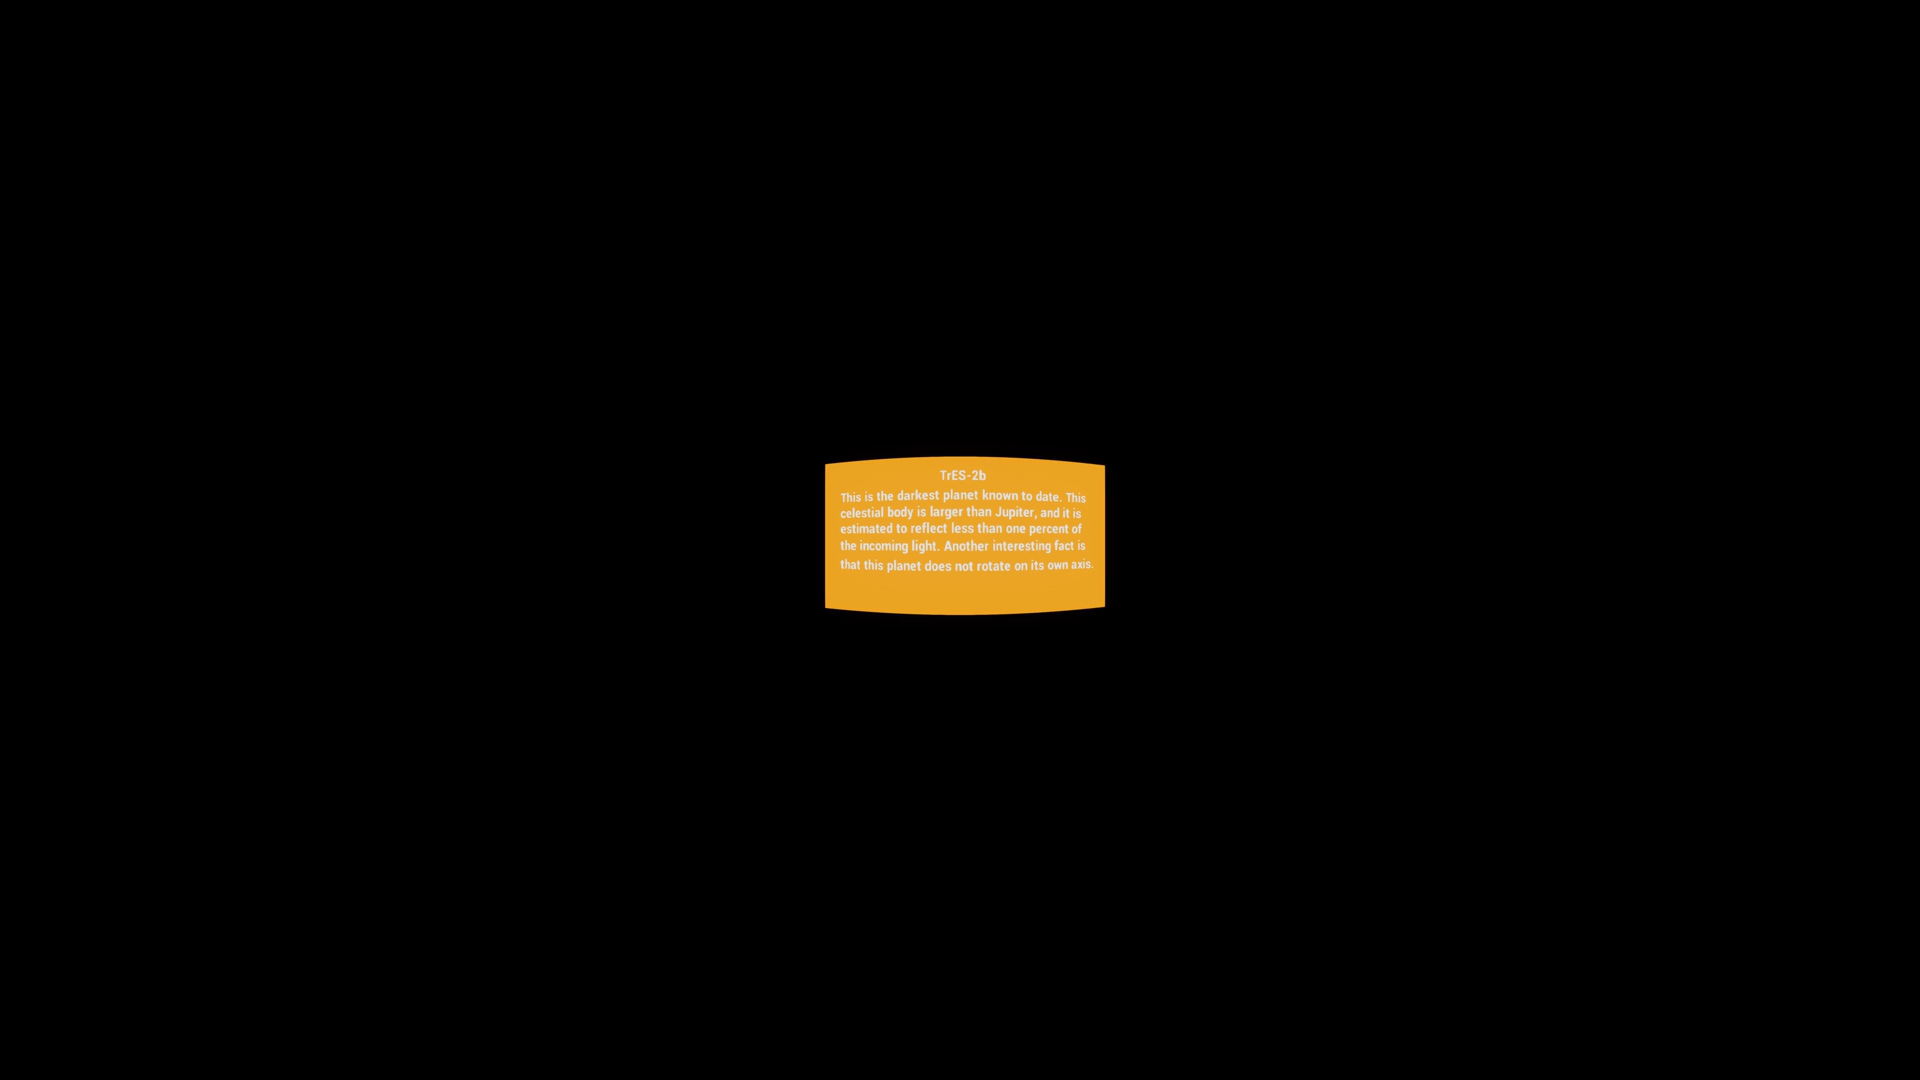 TrES-2b
This is the darkest planet known to date. This
celestial body is larger than Jupiter, and it is
estimated to reflect less than one percent of
the incoming light. Another interesting fact is
that this planet does not rotate on its own axis.